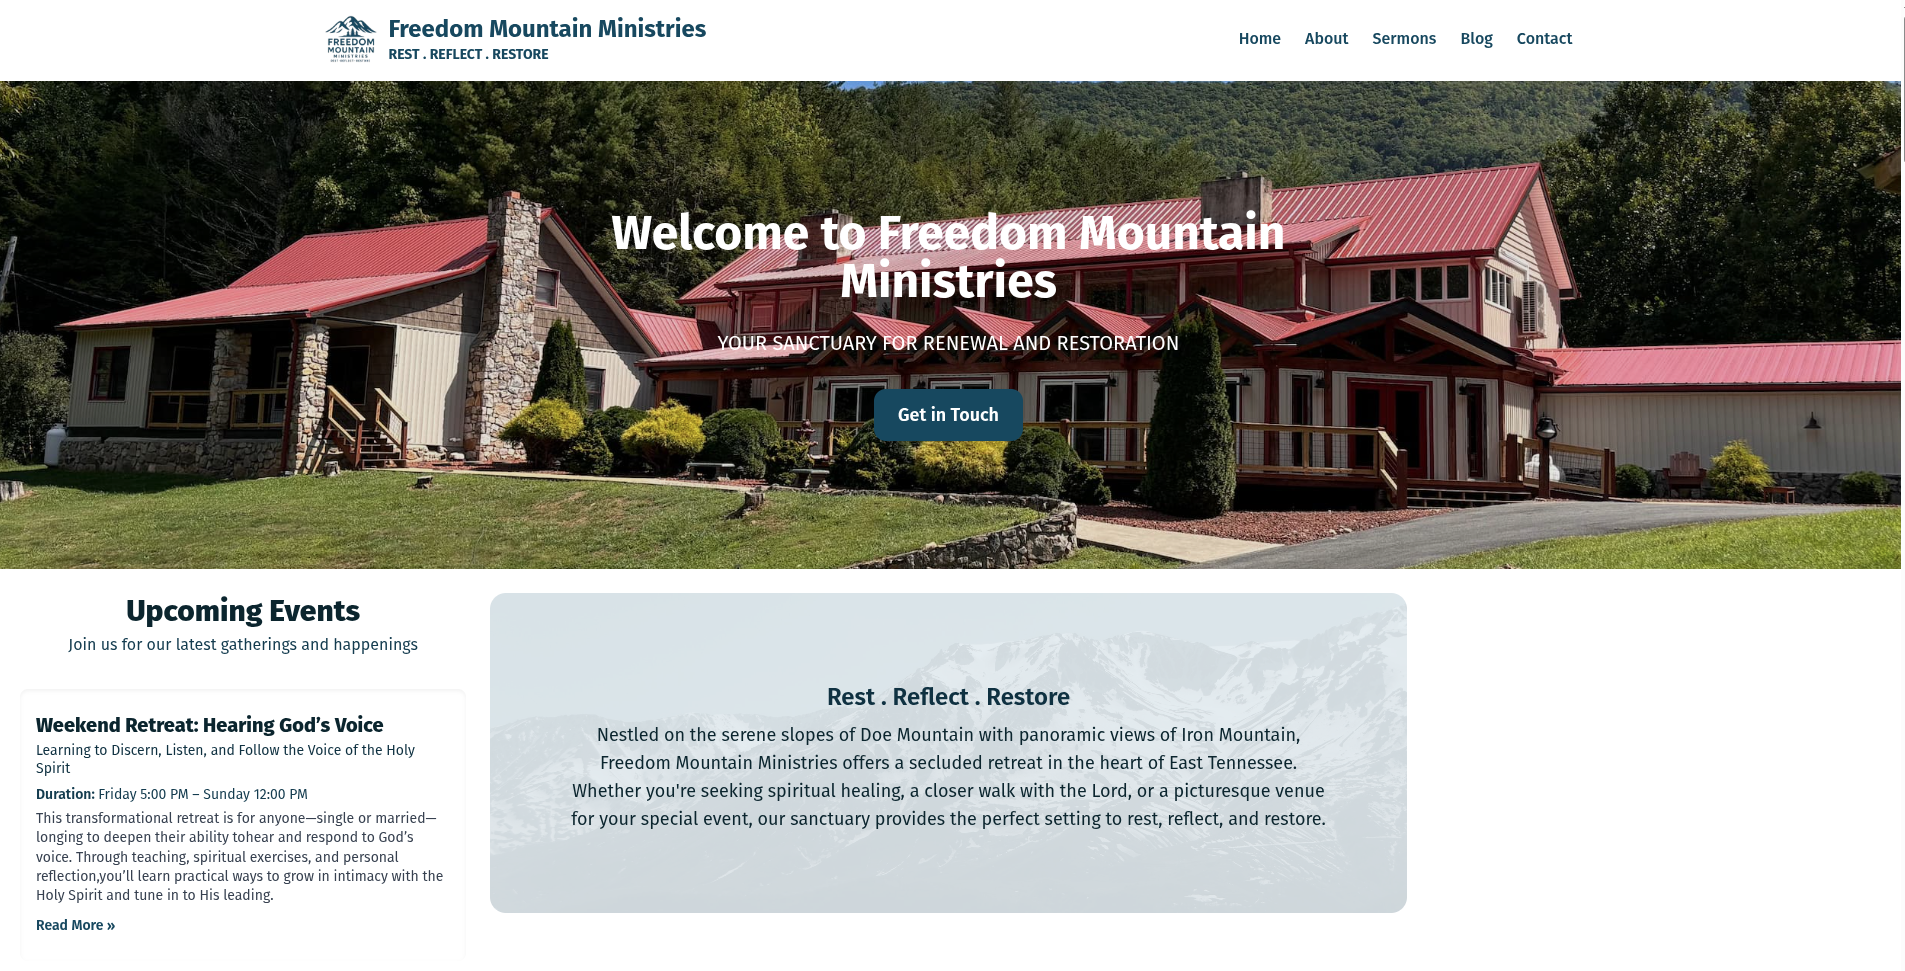 FREEDOM
MOUNTAIN
MINISTRIES
Freedom Mountain Ministries
REST . REFLECT . RESTORE
Home About Sermons Blog Contact
Welcome to Freedom Mountain
Ministries
YOUR SANCTUARY FOR RENEWAL AND RESTORATION
Get in Touch
Upcoming Events
Join us for our latest gatherings and happenings
Weekend Retreat: Hearing God’s Voice
Learning to Discern, Listen, and Follow the Voice of the Holy
Spirit
Duration: Friday 5:00 PM – Sunday 12:00 PM
This transformational retreat is for anyone—single or married—
longing to deepen their ability tohear and respond to God’s
voice. Through teaching, spiritual exercises, and personal
reflection,you’ll learn practical ways to grow in intimacy with the
Holy Spirit and tune in to His leading.
Read More »
Rest . Reflect . Restore
Nestled on the serene slopes of Doe Mountain with panoramic views of Iron Mountain,
Freedom Mountain Ministries offers a secluded retreat in the heart of East Tennessee.
Whether you're seeking spiritual healing, a closer walk with the Lord, or a picturesque venue
for your special event, our sanctuary provides the perfect setting to rest, reflect, and restore.